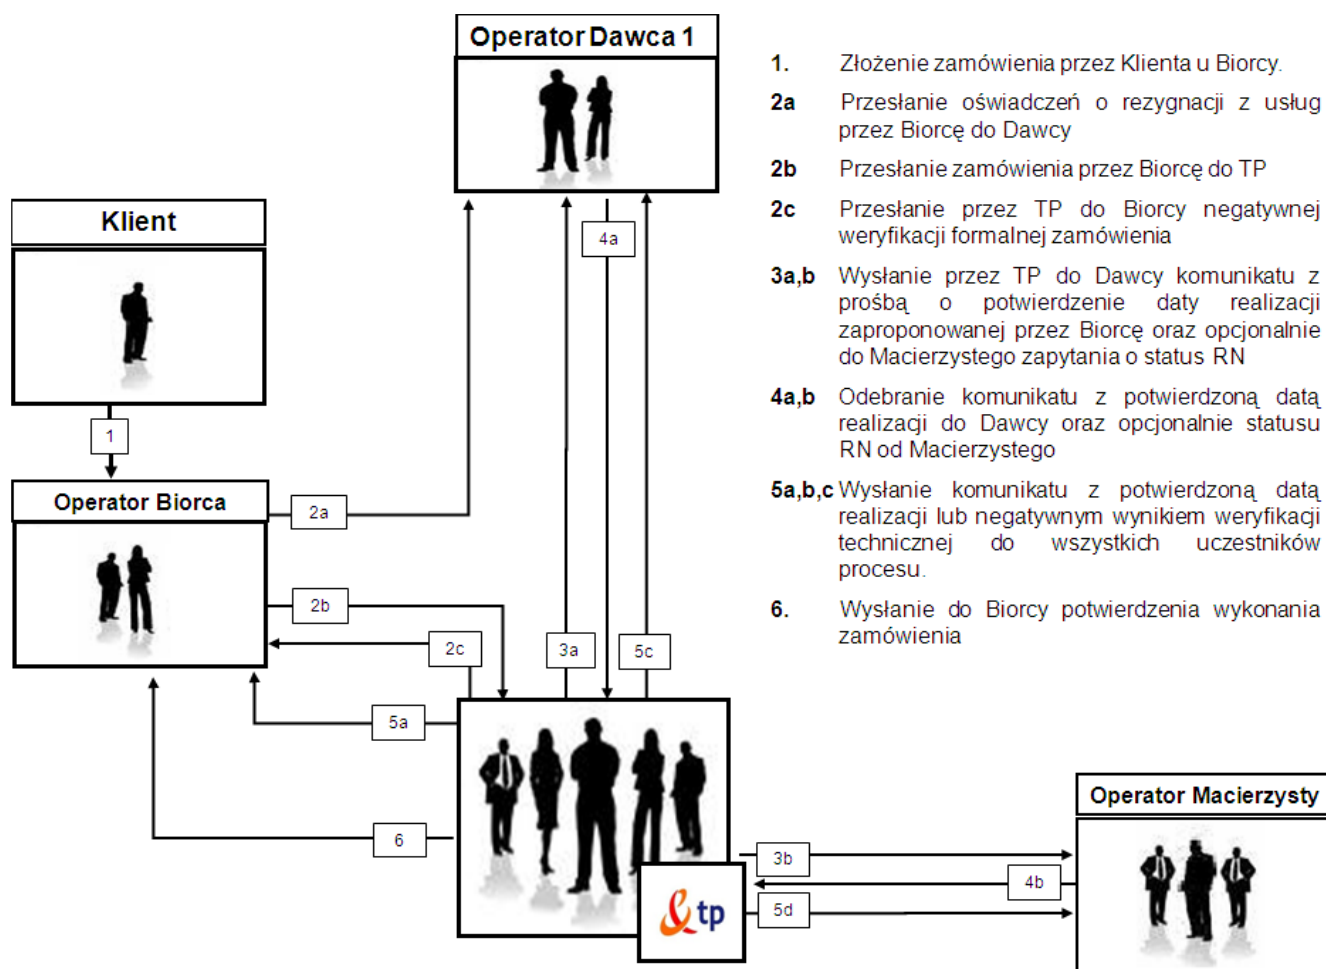 Operator Dawca 1
Klient
4a
1
Operator Biorca
2a
2b
2c
3a
5c
5a
6
tp
Operator Macierzysty
3b
4b
5d
1. Złożenie zamówienia przez Klienta u Biorcy.
2a Przesłanie oświadczeń o rezygnacji z usług
przez Biorcę do Dawcy
2b Przesłanie zamówienia przez Biorcę do TP
2c Przesłanie przez TP do Biorcy negatywnej
weryfikacji formalnej zamówienia
3a,b Wysłanie przez TP do Dawcy komunikatu z
prośbą o potwierdzenie daty realizacji
zaproponowanej przez Biorcę oraz opcjonalnie
do Macierzystego zapytania o status RN
4a,b Odebranie komunikatu z potwierdzoną datą
realizacji do Dawcy oraz opcjonalnie statusu
RN od Macierzystego
5a,b,c Wysłanie komunikatu z potwierdzoną datą
realizacji lub negatywnym wynikiem weryfikacji
technicznej do wszystkich uczestników
procesu.
6. Wysłanie do Biorcy potwierdzenia wykonania
zamówienia